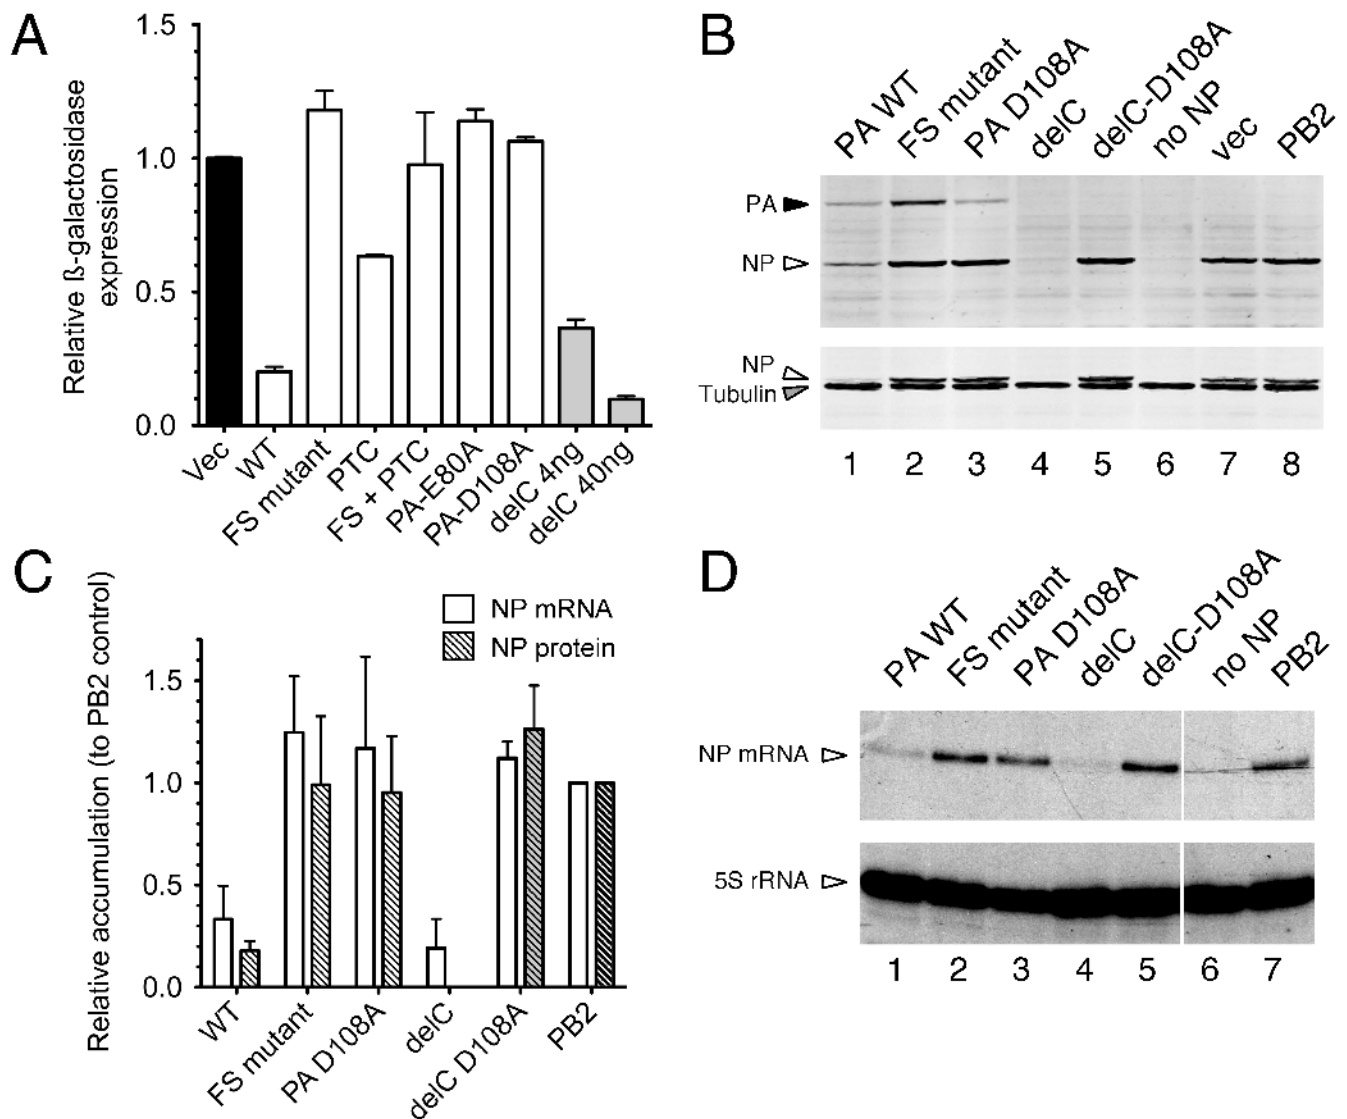 A
Relative ß-galactosidase
expression
1.5
1.0
0.5
0.0
Vec
WT
FS mutant
PTC
FS + PTC
PA-E80A
PA-D108A
delC 4ng
delC 40ng
B
PA WT
FS mutant
PA D108A
delC
delC-D108A
no NP
vec
PB2
PA
NP
NP
Tubulin
1 2 3 4 5 6 7 8
C
Relative accumulation (to PB2 control)
NP mRNA
NP protein
1.5
1.0
0.5
0.0
WT
FS mutant
PA D108A
delC
delC D108A
PB2
D
PA WT
FS mutant
PA D108A
delC
delC-D108A
no NP
PB2
NP mRNA
5S rRNA
1 2 3 4 5 6 7